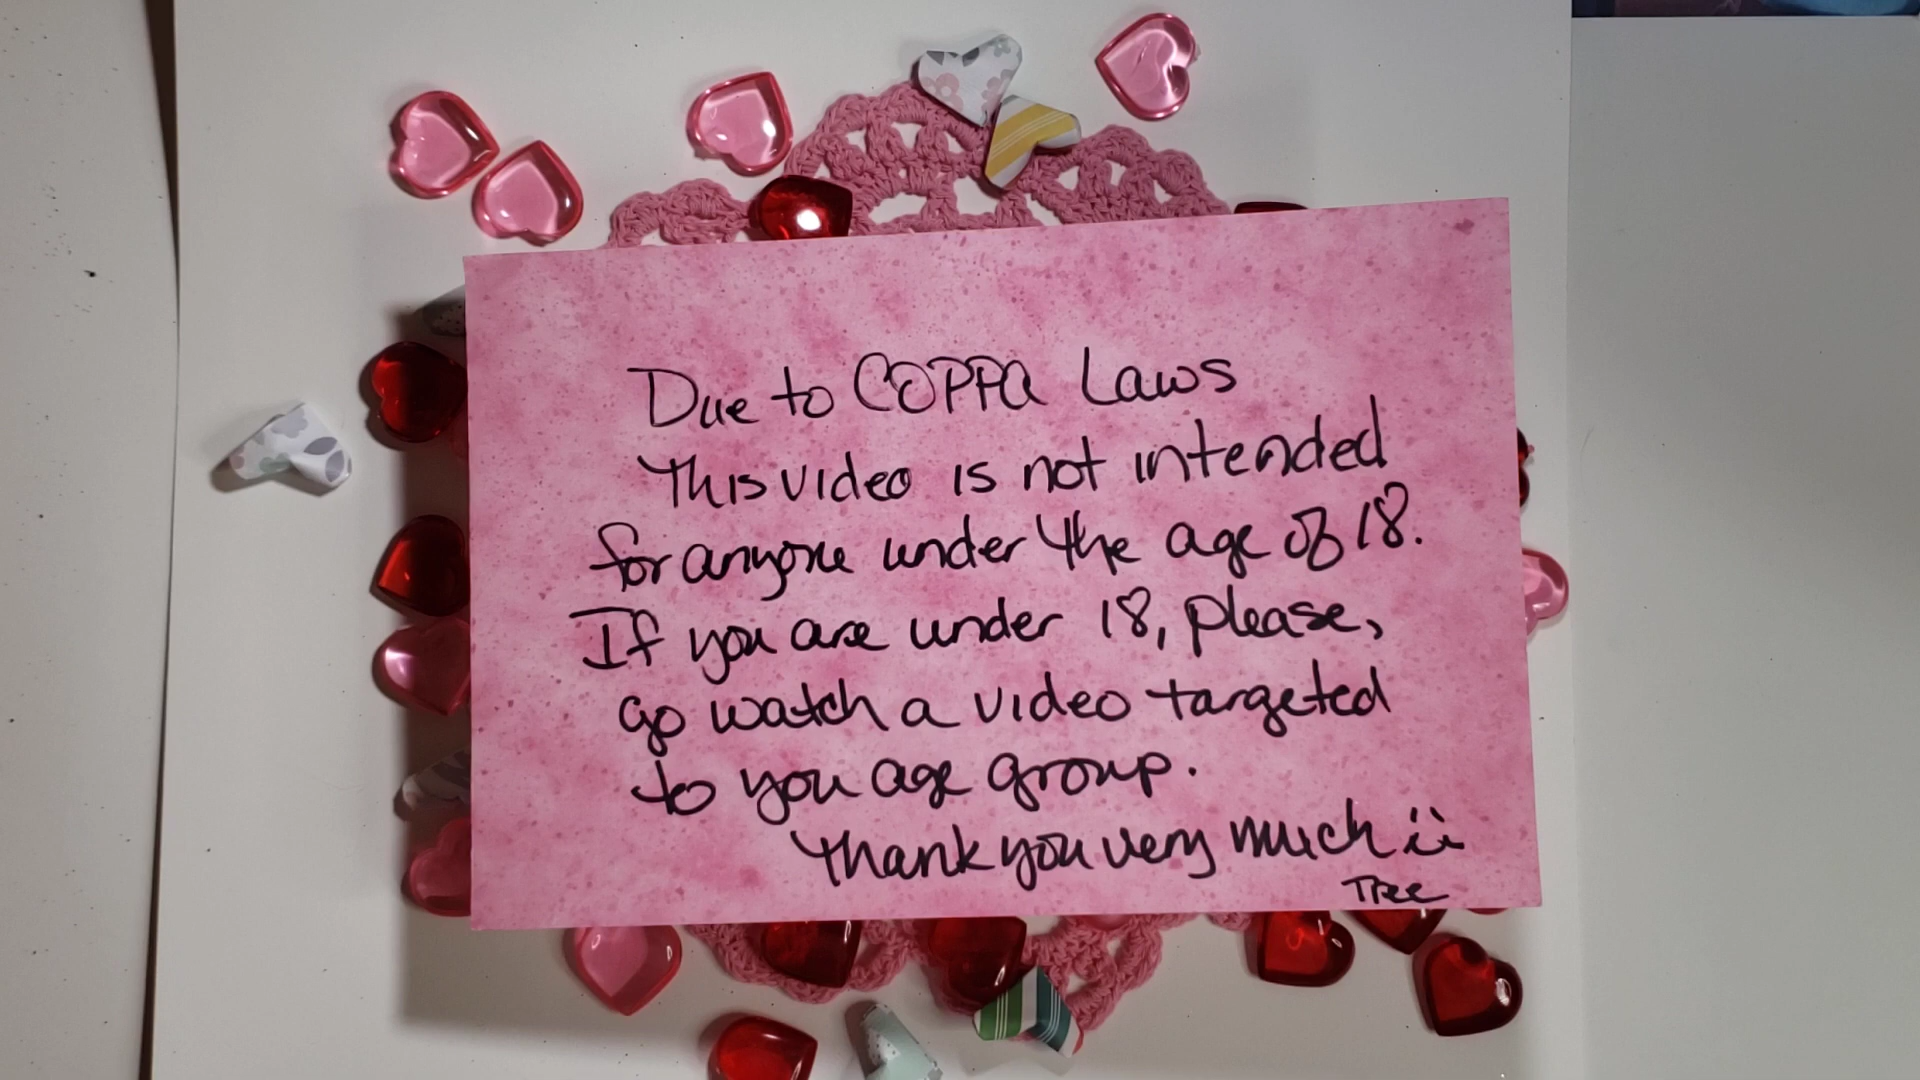 Due to COPPA Laws
This video is not intended
for anyone under the age of 18.
If you are under 18, please,
go watch a video targeted
to you age group.
Thank you very much ü
Tree